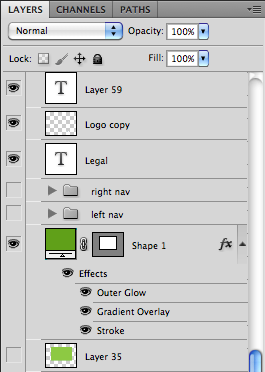 LAYERS CHANNELS PATHS
Normal Opacity: 100%
Lock: Fill: 100%
T Layer 59
Logo copy
T Legal
right nav
left nav
Shape 1 fx
Effects
Outer Glow
Gradient Overlay
Stroke
Layer 35